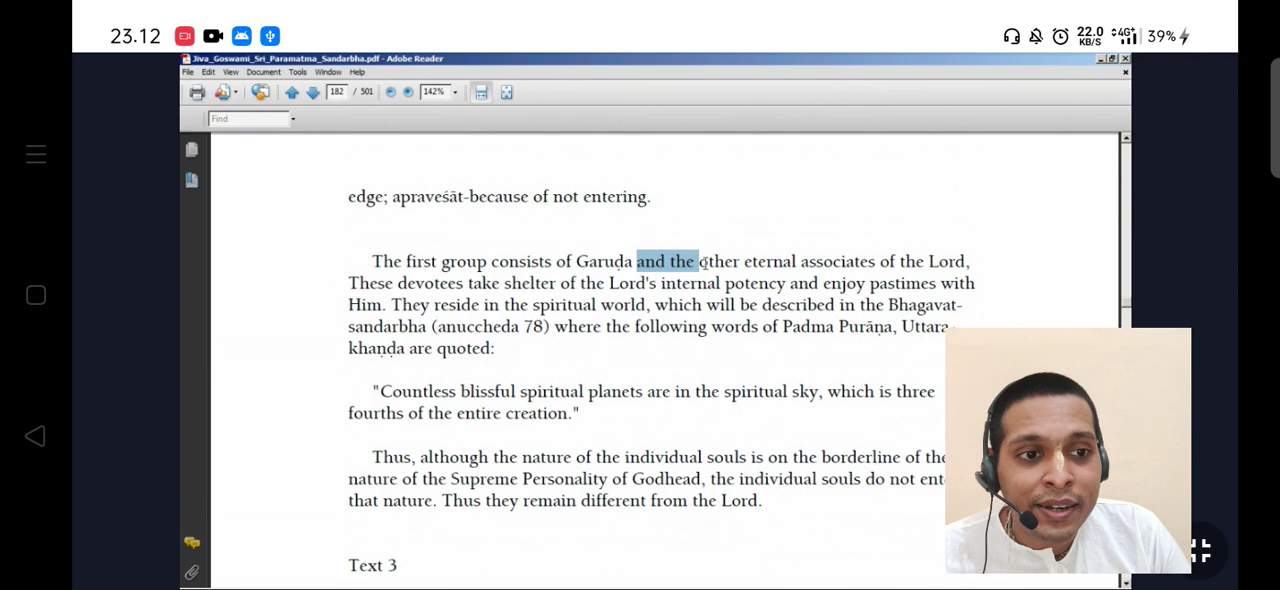 23.12
22.0
KB/S
4G+
39%
Jiva_Goswami_Sri_Paramatma_Sandarbha.pdf - Adobe Reader
File Edit View Document Tools Window Help
182 / 501 142%
Find
edge; apraveśāt-because of not entering.
The first group consists of Garuḍa and the other eternal associates of the Lord,
These devotees take shelter of the Lord's internal potency and enjoy pastimes with
Him. They reside in the spiritual world, which will be described in the Bhagavat-
sandarbha (anuccheda 78) where the following words of Padma Purāṇa, Uttara-
khaṇḍa are quoted:
"Countless blissful spiritual planets are in the spiritual sky, which is three
fourths of the entire creation."
Thus, although the nature of the individual souls is on the borderline of the
nature of the Supreme Personality of Godhead, the individual souls do not ent
that nature. Thus they remain different from the Lord.
Text 3